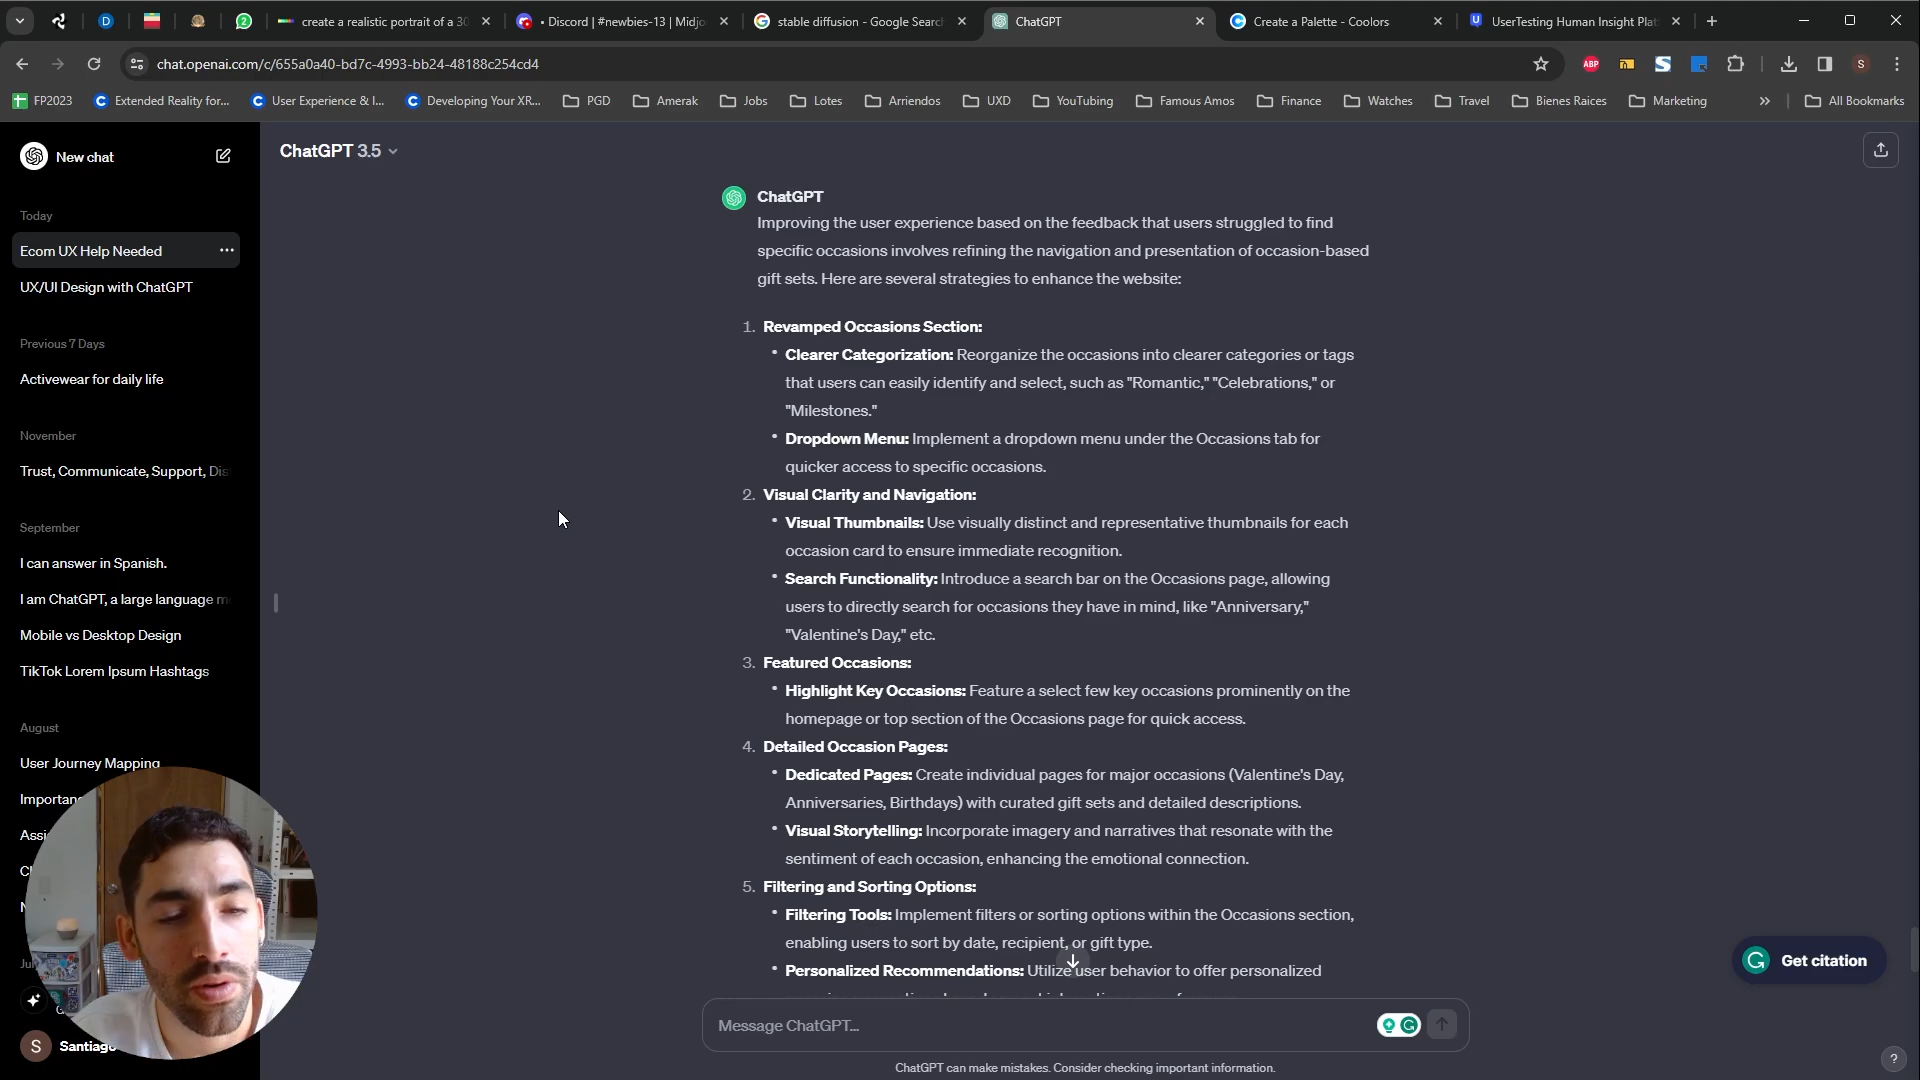 create a realistic portrait of a 30
• Discord | #newbies-13 | Midjo
stable diffusion - Google Search
ChatGPT
Create a Palette - Coolors
UserTesting Human Insight Plat
chat.openai.com/c/655a0a40-bd7c-4993-bb24-48188c254cd4
FP2023
Extended Reality for...
User Experience & I...
Developing Your XR...
PGD
Amerak
Jobs
Lotes
Arriendos
UXD
YouTubing
Famous Amos
Finance
Watches
Travel
Bienes Raices
Marketing
All Bookmarks
New chat
Today
Ecom UX Help Needed
UX/UI Design with ChatGPT
Previous 7 Days
Activewear for daily life
November
Trust, Communicate, Support, Dis
September
I can answer in Spanish.
I am ChatGPT, a large language m
Mobile vs Desktop Design
TikTok Lorem Ipsum Hashtags
August
User Journey Mapping
Santiago
ChatGPT 3.5
ChatGPT
Improving the user experience based on the feedback that users struggled to find
specific occasions involves refining the navigation and presentation of occasion-based
gift sets. Here are several strategies to enhance the website:
1. Revamped Occasions Section:
• Clearer Categorization: Reorganize the occasions into clearer categories or tags
that users can easily identify and select, such as "Romantic," "Celebrations," or
"Milestones."
• Dropdown Menu: Implement a dropdown menu under the Occasions tab for
quicker access to specific occasions.
2. Visual Clarity and Navigation:
• Visual Thumbnails: Use visually distinct and representative thumbnails for each
occasion card to ensure immediate recognition.
• Search Functionality: Introduce a search bar on the Occasions page, allowing
users to directly search for occasions they have in mind, like "Anniversary,"
"Valentine's Day," etc.
3. Featured Occasions:
• Highlight Key Occasions: Feature a select few key occasions prominently on the
homepage or top section of the Occasions page for quick access.
4. Detailed Occasion Pages:
• Dedicated Pages: Create individual pages for major occasions (Valentine's Day,
Anniversaries, Birthdays) with curated gift sets and detailed descriptions.
• Visual Storytelling: Incorporate imagery and narratives that resonate with the
sentiment of each occasion, enhancing the emotional connection.
5. Filtering and Sorting Options:
• Filtering Tools: Implement filters or sorting options within the Occasions section,
enabling users to sort by date, recipient, or gift type.
• Personalized Recommendations: Utilize user behavior to offer personalized
Get citation
Message ChatGPT...
ChatGPT can make mistakes. Consider checking important information.